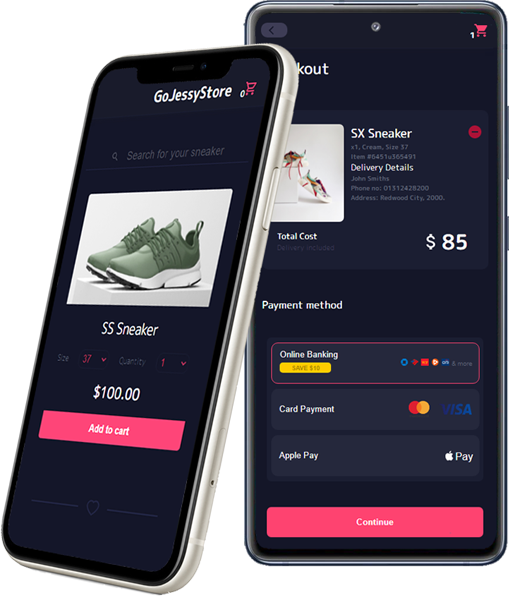 GoJessyStore
0
Search for your sneaker
SS Sneaker
Size 37 Quantity 1
$100.00
Add to cart
1
kout
SX Sneaker
x1, Cream, Size 37
Item #6451u365491
Delivery Details
John Smiths
Phone no: 01312428200
Address: Redwood City, 2000.
Total Cost
Delivery included
$ 85
Payment method
Online Banking
SAVE $10
& more
Card Payment
VISA
Apple Pay
Pay
Continue